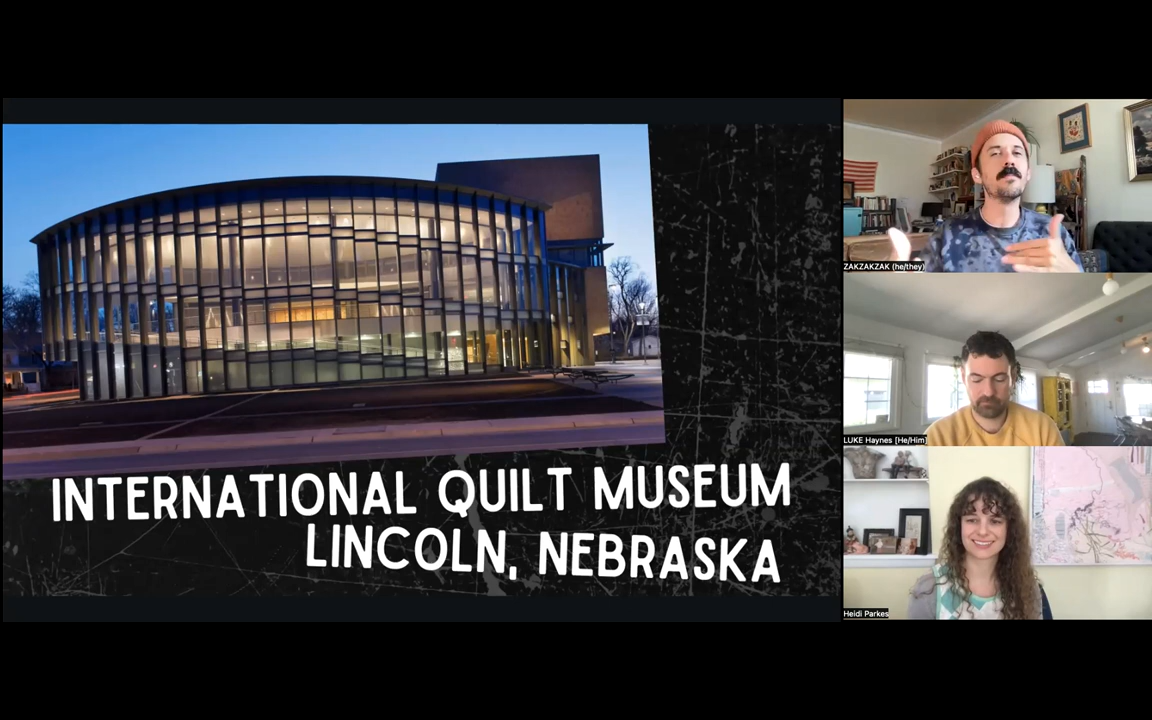 INTERNATIONAL QUILT MUSEUM
LINCOLN, NEBRASKA
ZAKZAKZAK (he/they)
LUKE Haynes [He/Him]
Heidi Parkes